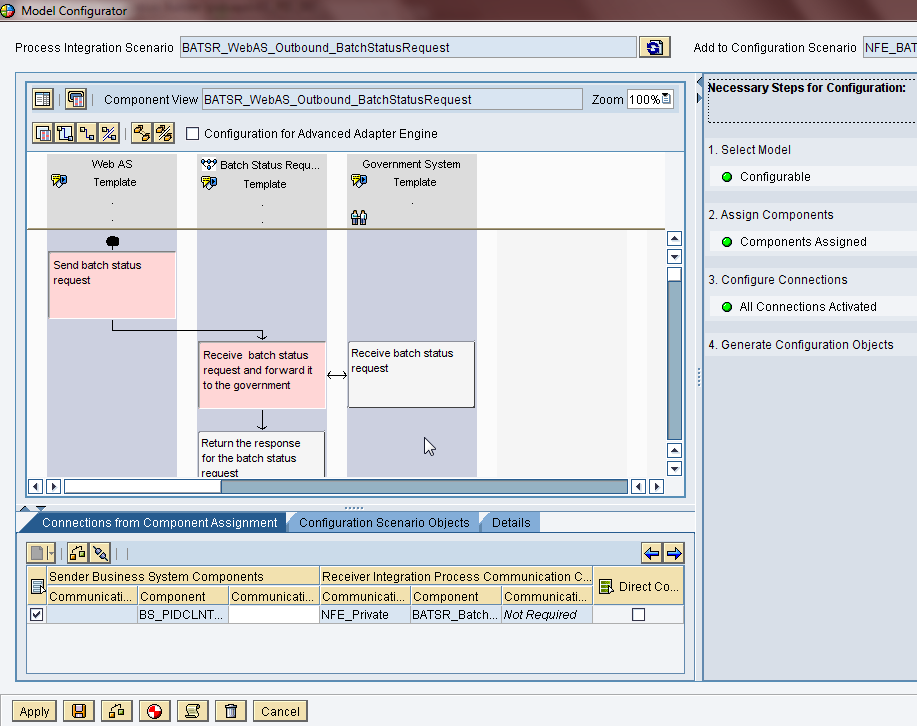 Model Configurator
Process Integration Scenario BATSR_WebAS_Outbound_BatchStatusRequest Add to Configuration Scenario NFE_BAT
Component View BATSR_WebAS_Outbound_BatchStatusRequest Zoom 100%
Configuration for Advanced Adapter Engine
Web AS
Template
.
.
Batch Status Requ...
Template
.
.
Government System
Template
.
Send batch status
request
Receive batch status
request and forward it
to the government
Receive batch status
request
Return the response
for the batch status
request
Necessary Steps for Configuration:
1. Select Model
Configurable
2. Assign Components
Components Assigned
3. Configure Connections
All Connections Activated
4. Generate Configuration Objects
Connections from Component Assignment Configuration Scenario Objects Details
Sender Business System Components Receiver Integration Process Communication C... Direct Co...
Communicati... Component Communicati... Communicati... Component Communicati...
BS_PIDCLNT... NFE_Private BATSR_Batch... Not Required
Apply Cancel